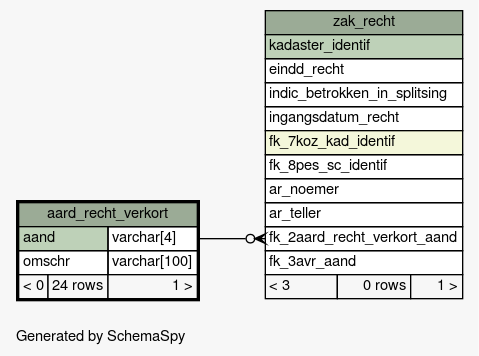 zak_recht
kadaster_identif
eindd_recht
indic_betrokken_in_splitsing
ingangsdatum_recht
fk_7koz_kad_identif
fk_8pes_sc_identif
ar_noemer
ar_teller
fk_2aard_recht_verkort_aand
fk_3avr_aand
< 3 0 rows 1 >
aard_recht_verkort
aand varchar[4]
omschr varchar[100]
< 0 24 rows 1 >
Generated by SchemaSpy